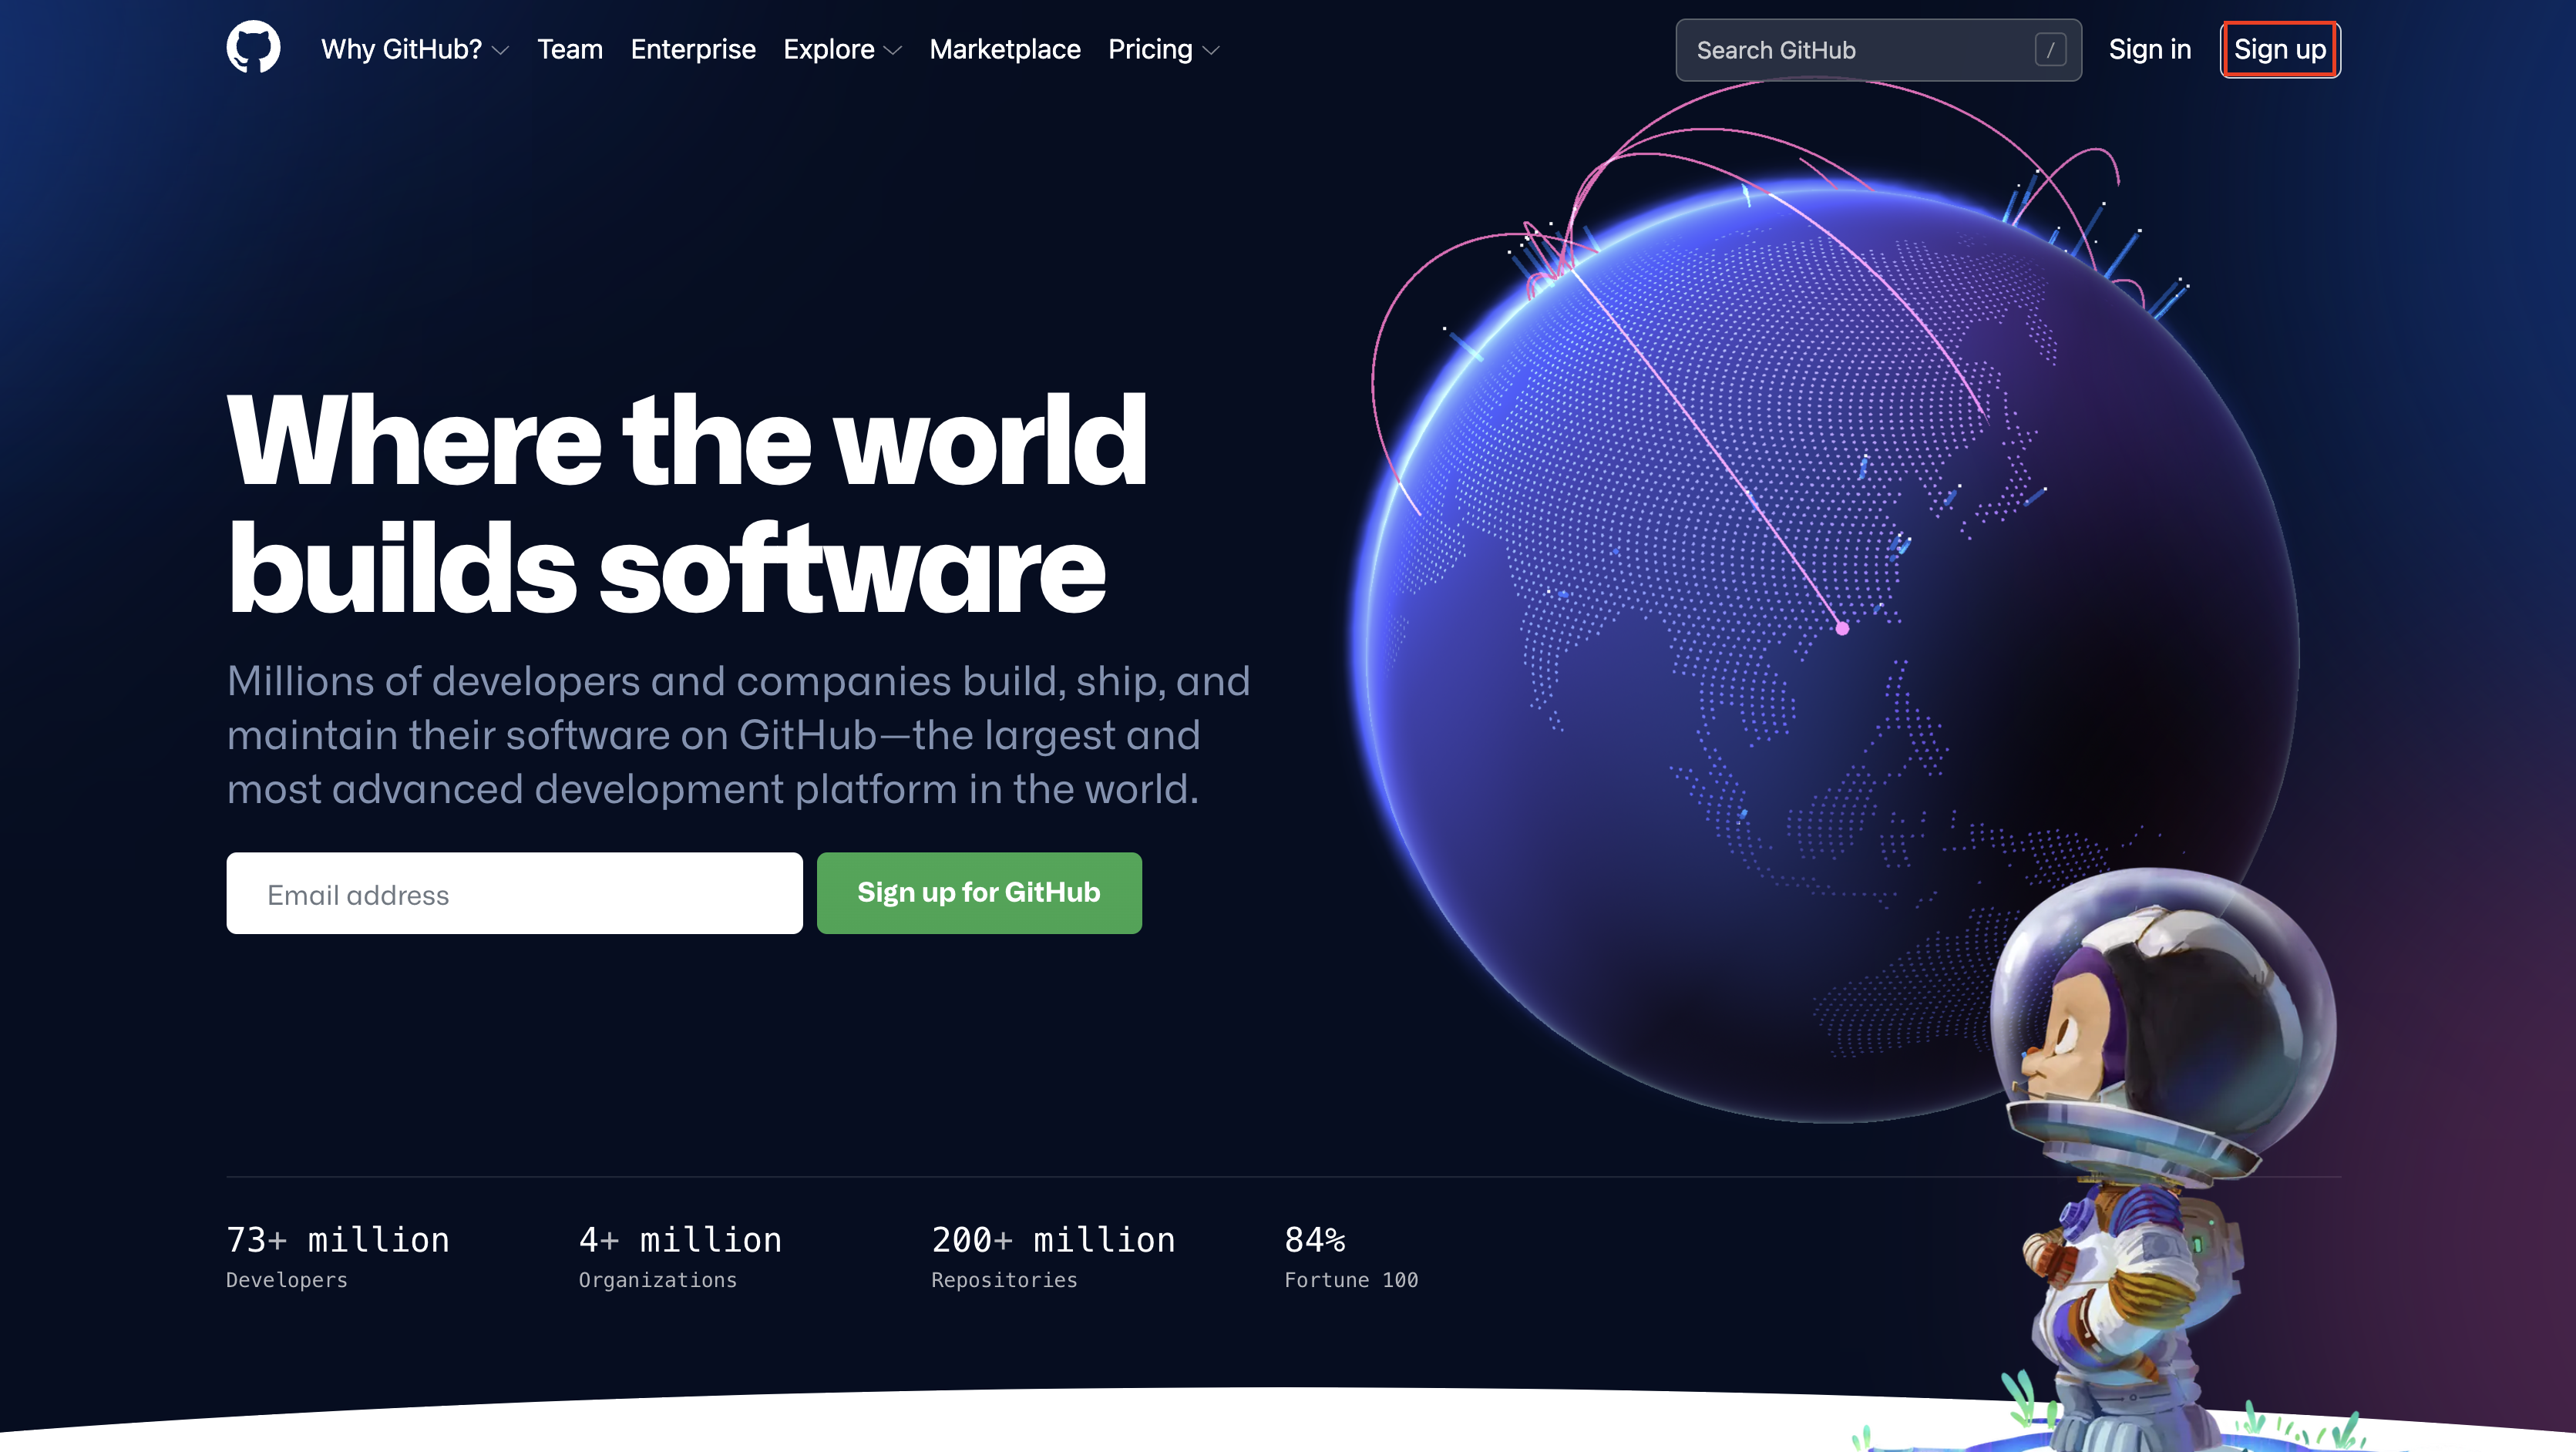 Why GitHub? Team Enterprise Explore Marketplace Pricing Search GitHub / Sign in Sign up
Where the world
builds software
Millions of developers and companies build, ship, and
maintain their software on GitHub—the largest and
most advanced development platform in the world.
Email address Sign up for GitHub
73+ million 4+ million 200+ million 84%
Developers Organizations Repositories Fortune 100